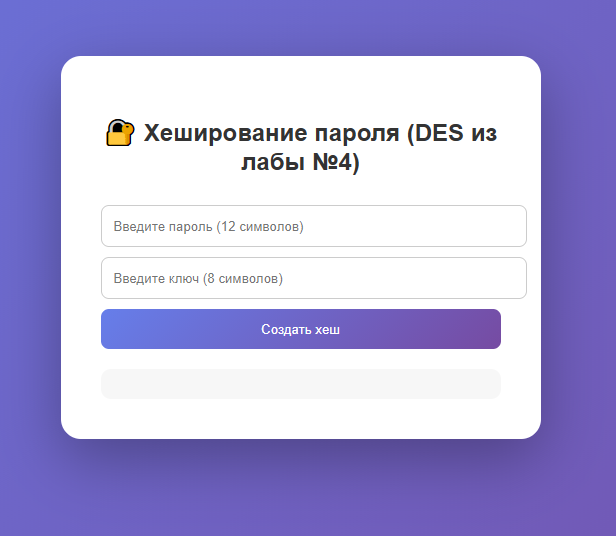 🔐 Хеширование пароля (DES из
лабы №4)
Введите пароль (12 символов)
Введите ключ (8 символов)
Создать хеш